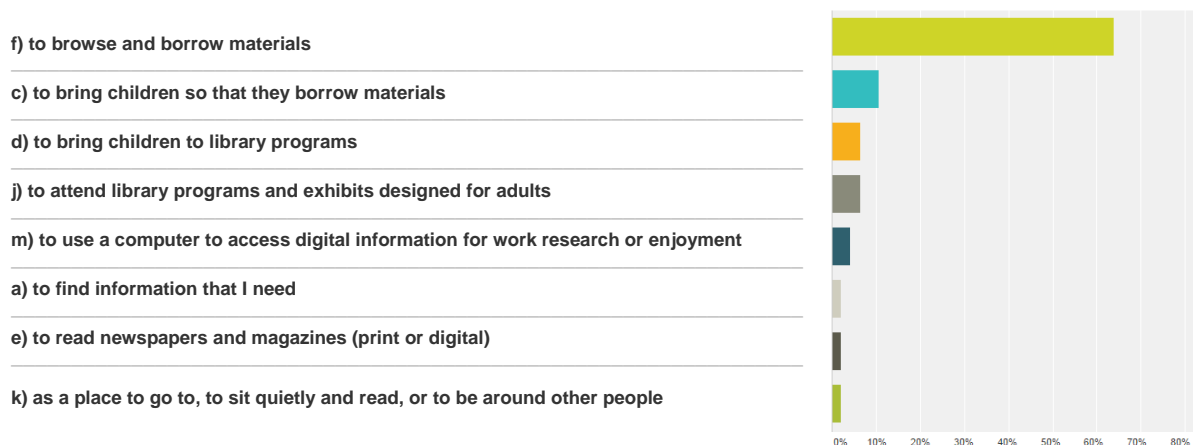 f) to browse and borrow materials
c) to bring children so that they borrow materials
d) to bring children to library programs
j) to attend library programs and exhibits designed for adults
m) to use a computer to access digital information for work research or enjoyment
a) to find information that I need
e) to read newspapers and magazines (print or digital)
k) as a place to go to, to sit quietly and read, or to be around other people
0% 10% 20% 30% 40% 50% 60% 70% 80%